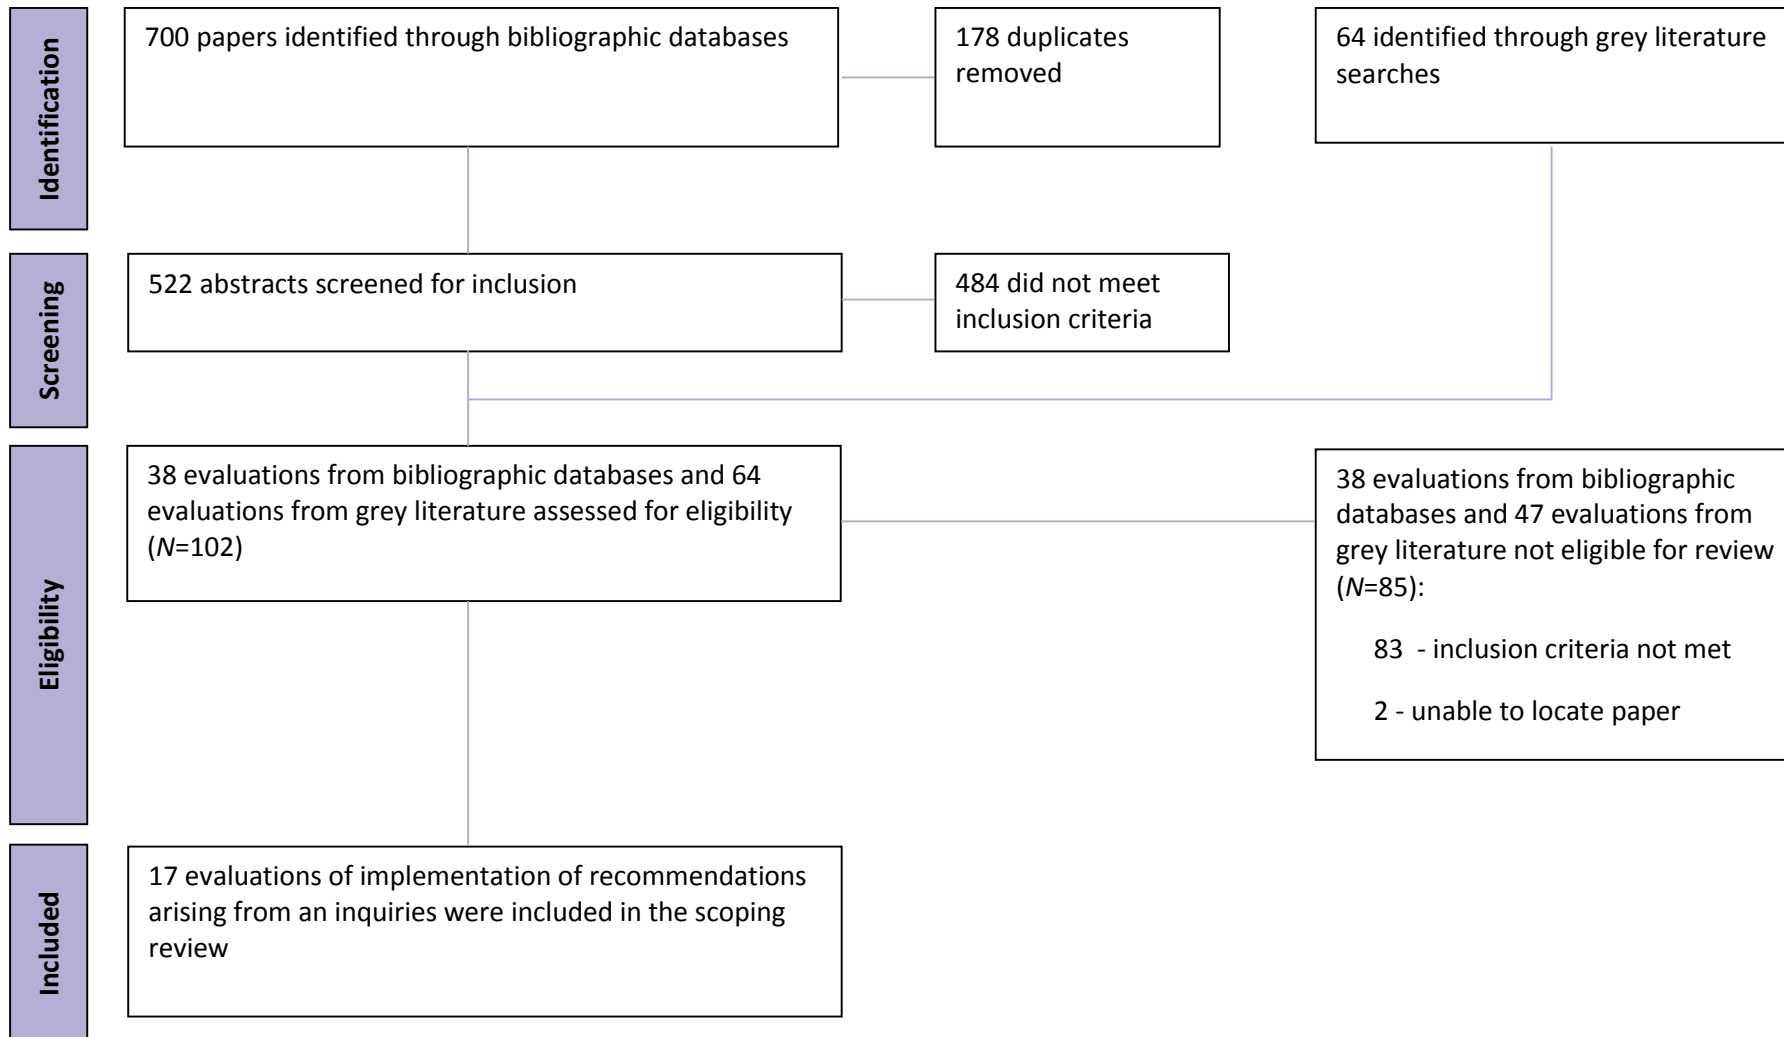 Identification
700 papers identified through bibliographic databases
178 duplicates
removed
64 identified through grey literature
searches
Screening
522 abstracts screened for inclusion
484 did not meet
inclusion criteria
Eligibility
38 evaluations from bibliographic databases and 64
evaluations from grey literature assessed for eligibility
(N=102)
38 evaluations from bibliographic
databases and 47 evaluations from
grey literature not eligible for review
(N=85):
83 - inclusion criteria not met
2 - unable to locate paper
Included
17 evaluations of implementation of recommendations
arising from an inquiries were included in the scoping
review